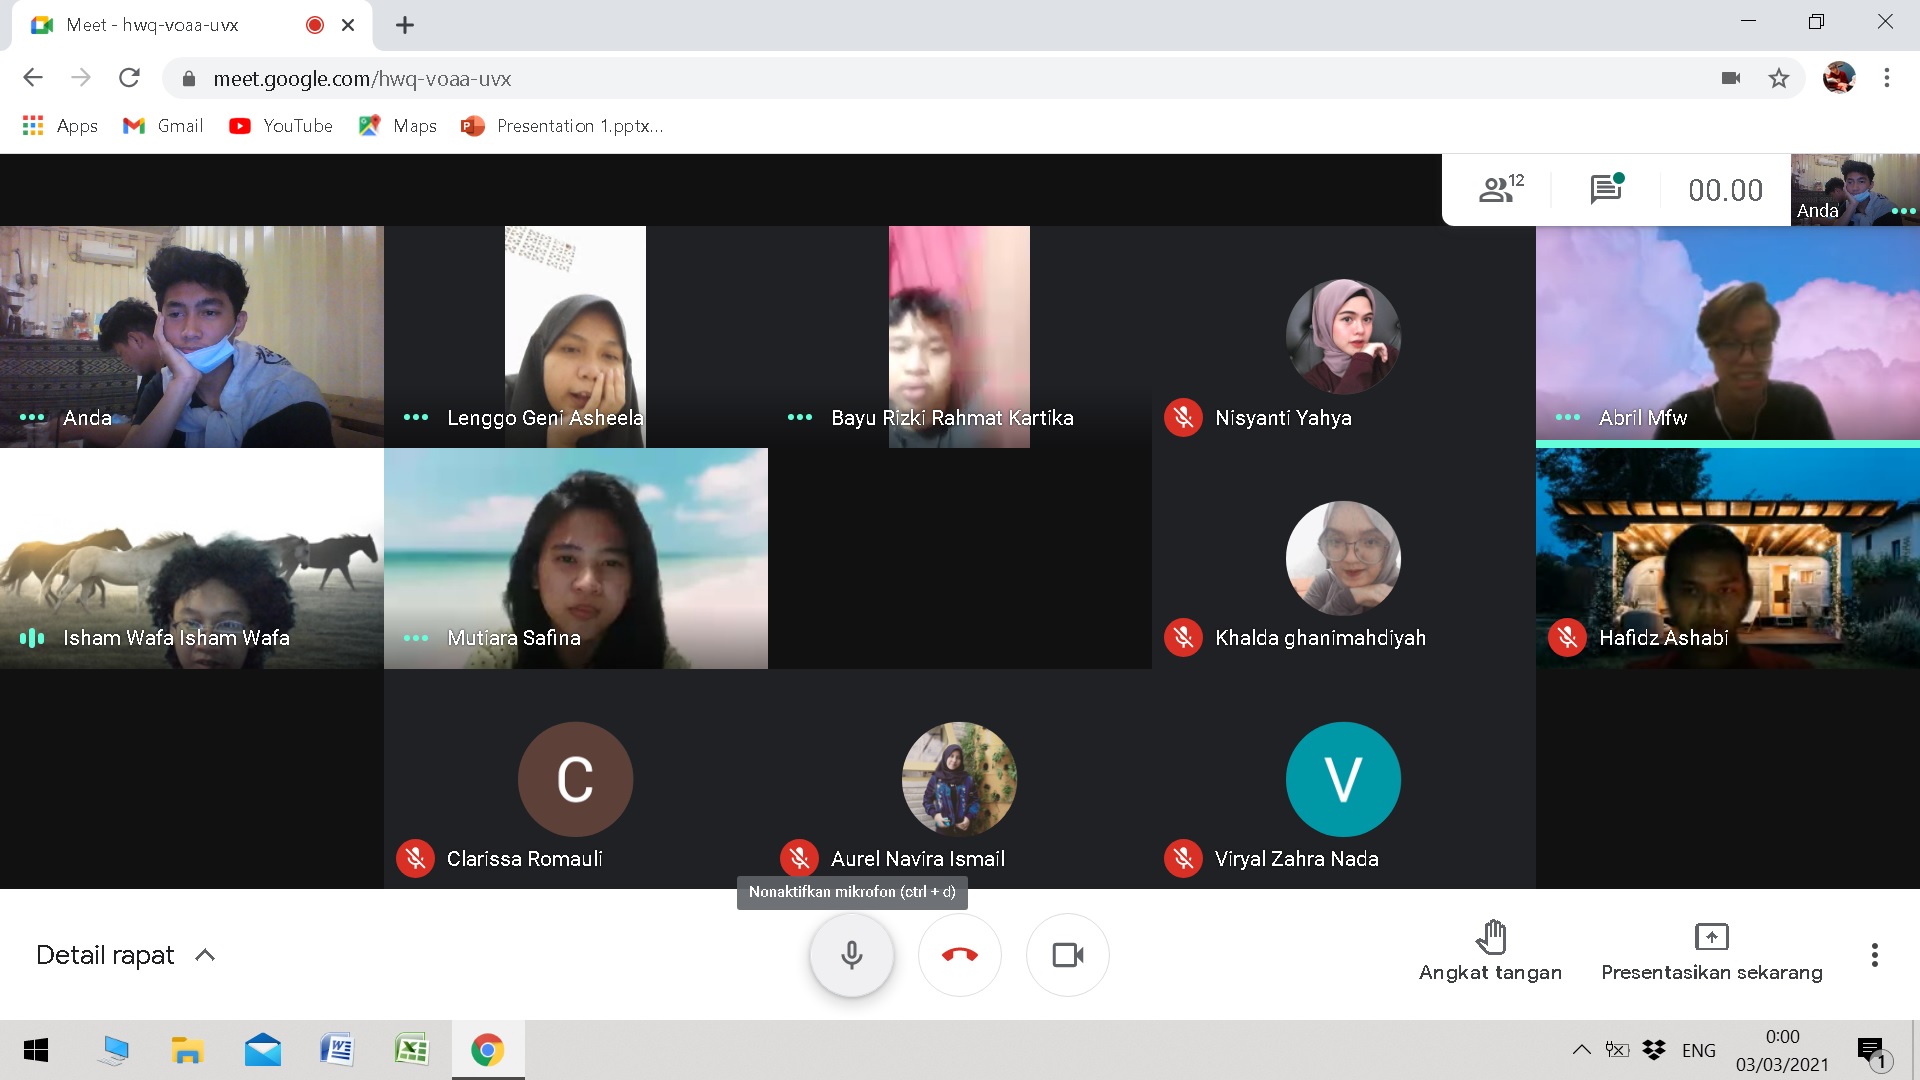 Meet - hwq-voaa-uvx
meet.google.com/hwq-voaa-uvx
Apps
Gmail
YouTube
Maps
Presentation 1.pptx...
12
00.00
Anda
Anda
Lenggo Geni Asheela
Bayu Rizki Rahmat Kartika
Nisyanti Yahya
Abril Mfw
Isham Wafa Isham Wafa
Mutiara Safina
Khalda ghanimahdiyah
Hafidz Ashabi
C
V
Clarissa Romauli
Aurel Navira Ismail
Viryal Zahra Nada
Nonaktifkan mikrofon (ctrl + d)
Detail rapat
Angkat tangan
Presentasikan sekarang
ENG
0:00
03/03/2021
1